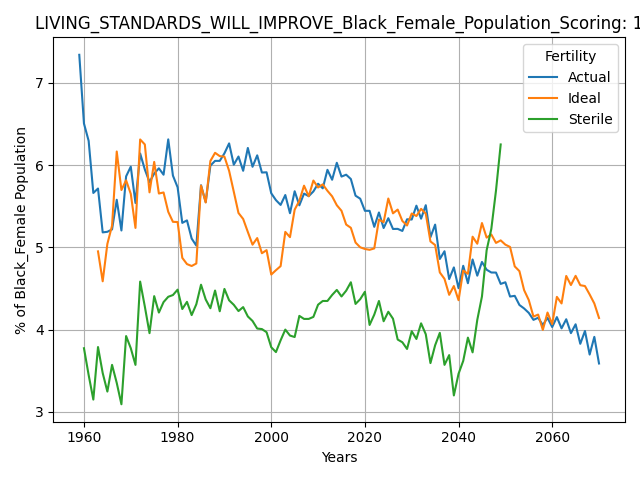 LIVING_STANDARDS_WILL_IMPROVE_Black_Female_Population_Scoring: 1
Fertility
Actual
Ideal
Sterile
% of Black_Female Population
7
6
5
4
3
1960 1980 2000 2020 2040 2060
Years